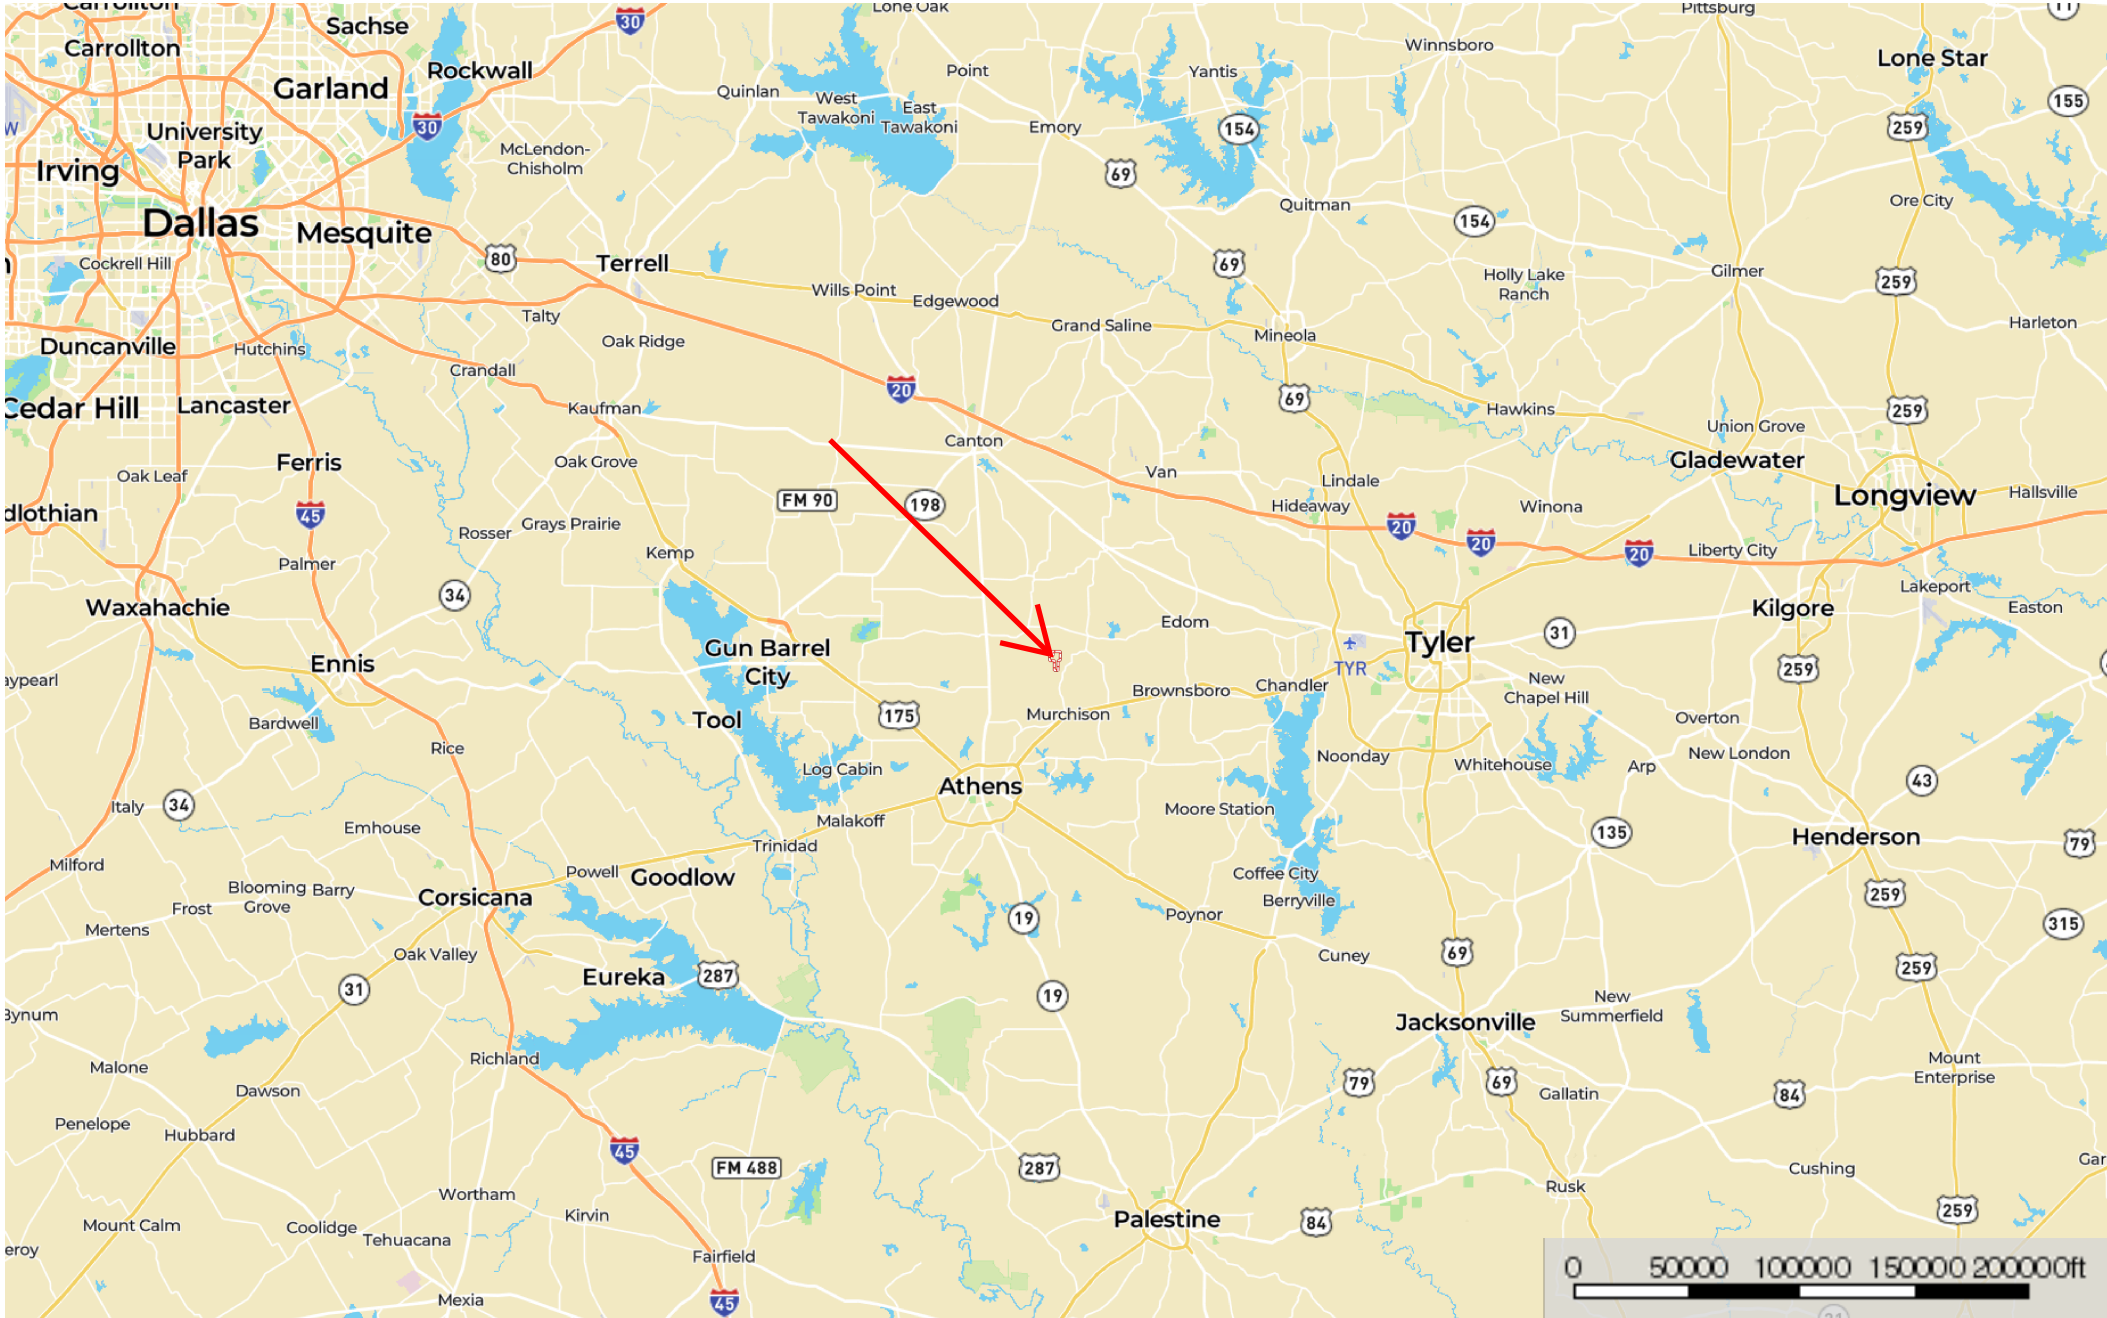 Carrollton
Sachse
30
Lone Oak
Pittsburg
11
Carrollton
Rockwall
Point
Yantis
Winnsboro
Lone Star
Garland
Quinlan
West
Tawakoni
East
Tawakoni
155
W
University
Park
30
Emory
154
259
McLendon-
Chisholm
Irving
69
Quitman
Ore City
Dallas
Mesquite
154
80
Cockrell Hill
Terrell
69
Holly Lake
Ranch
Gilmer
259
Wills Point
Edgewood
Talty
Grand Saline
Mineola
Harleton
Duncanville
Hutchins
Oak Ridge
Crandall
20
69
Cedar Hill
Lancaster
Kaufman
Hawkins
259
Union Grove
Canton
Ferris
Oak Grove
Van
Gladewater
Oak Leaf
Lindale
Longview
Hallsville
FM 90
198
Hideaway
Winona
dlothian
45
Rosser
Grays Prairie
20
20
20
Liberty City
Palmer
Kemp
34
Lakeport
Waxahachie
Kilgore
Easton
Edom
Tyler
31
Gun Barrel
City
Ennis
TYR
259
aypearl
Brownsboro
Chandler
New
Chapel Hill
Bardwell
Tool
175
Murchison
Overton
Rice
Noonday
Whitehouse
Arp
New London
Log Cabin
Athens
43
Italy
34
Malakoff
Moore Station
Emhouse
135
Henderson
79
Trinidad
Milford
Powell
Goodlow
Coffee City
Blooming
Grove
Barry
Corsicana
Berryville
259
Frost
19
Poynor
315
Mertens
Oak Valley
69
Cuney
Eureka
287
259
31
19
New
Summerfield
Bynum
Jacksonville
Richland
Malone
Mount
Enterprise
Dawson
79
69
Gallatin
84
Penelope
Hubbard
45
FM 488
287
Cushing
Gar
Wortham
Rusk
Mount Calm
Coolidge
Kirvin
Palestine
84
259
Tehuacana
eroy
Fairfield
Mexia
45
0 50000 100000 150000 200000ft